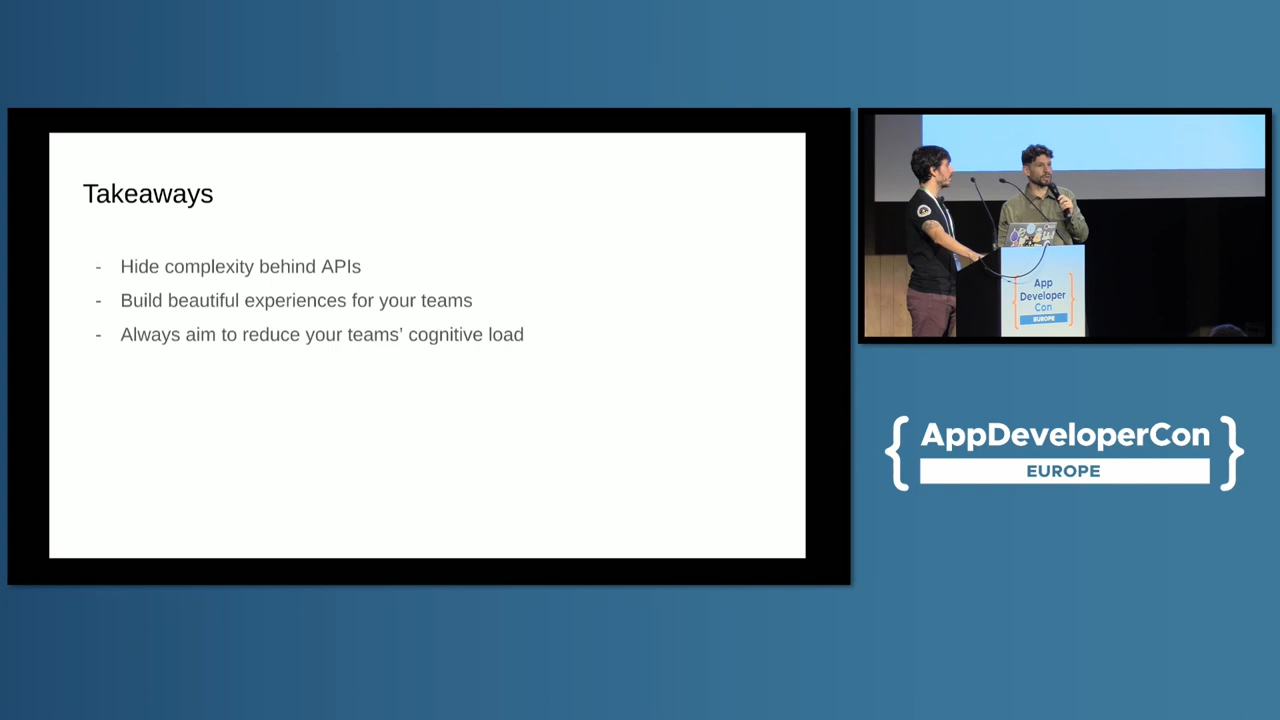 Takeaways
- Hide complexity behind APIs
- Build beautiful experiences for your teams
- Always aim to reduce your teams’ cognitive load
App
Developer
Con
EUROPE
{ AppDeveloperCon }
EUROPE